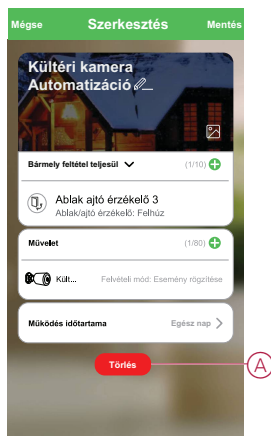 Mégse Szerkesztés Mentés
Kültéri kamera
Automatizáció
Bármely feltétel teljesül (1/10)
Ablak ajtó érzékelő 3
Ablak/ajtó érzékelő: Felhúz
Művelet (1/80)
Kült... Felvételi mód: Esemény rögzítése
Működés időtartama Egész nap
Törlés A